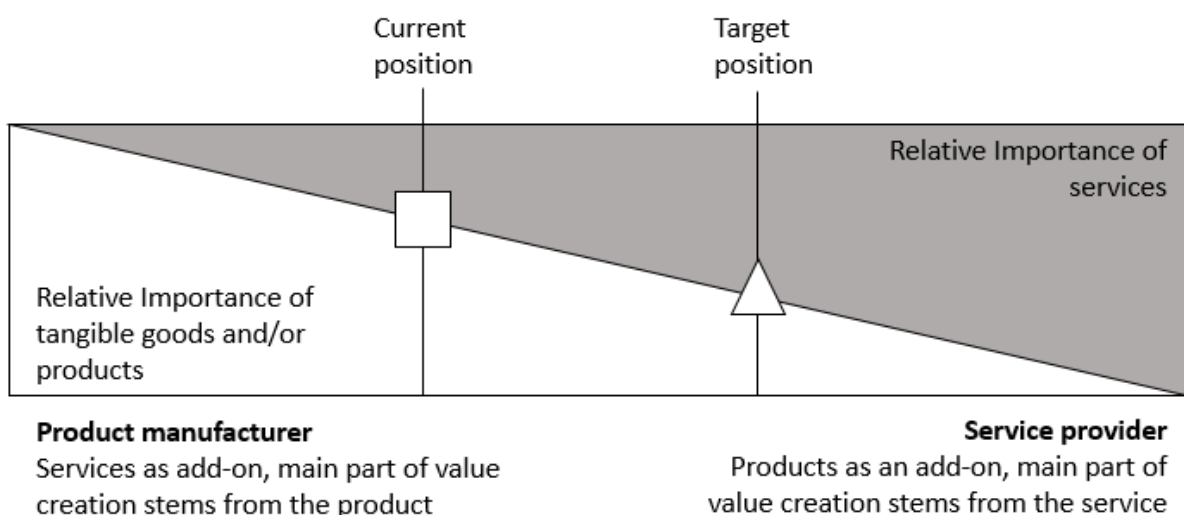 Current
position
Target
position
Relative Importance of
services
Relative Importance of
tangible goods and/or
products
Product manufacturer
Services as add-on, main part of value
creation stems from the product
Service provider
Products as an add-on, main part of
value creation stems from the service